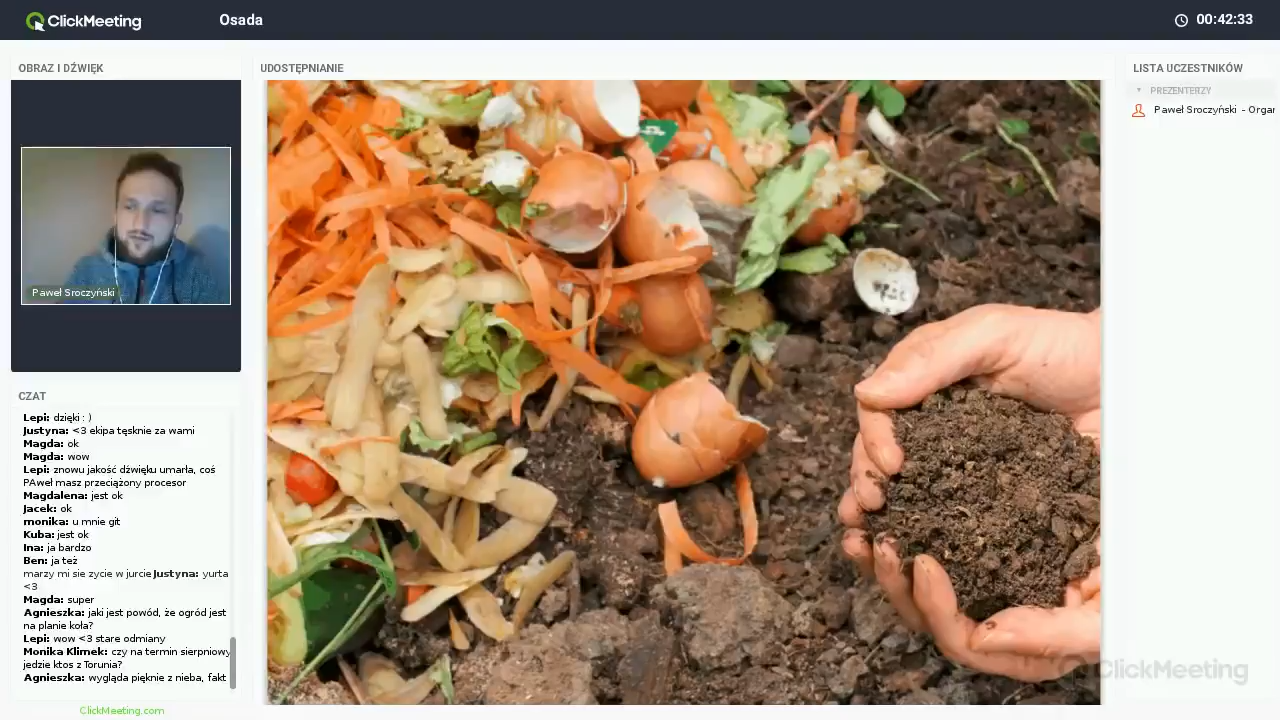 ClickMeeting
Osada
00:42:33
OBRAZ I DŹWIĘK
Paweł Sroczyński
CZAT
Lepi: dzięki : )
Justyna: <3 ekipa tęsknie za wami
Magda: ok
Magda: wow
Lepi: znowu jakość dźwięku umarła, coś
PAweł masz przeciążony procesor
Magdalena: jest ok
Jacek: ok
monika: u mnie git
Kuba: jest ok
Ina: ja bardzo
Ben: ja też
marzy mi sie zycie w jurcie Justyna: yurta
<3
Magda: super
Agnieszka: jaki jest powód, że ogród jest
na planie koła?
Lepi: wow <3 stare odmiany
Monika Klimek: czy na termin sierpniowy
jedzie ktos z Torunia?
Agnieszka: wygląda pięknie z nieba, fakt
ClickMeeting.com
UDOSTĘPNIANIE
ClickMeeting
LISTA UCZESTNIKÓW
PREZENTERZY
Paweł Sroczyński - Orgar